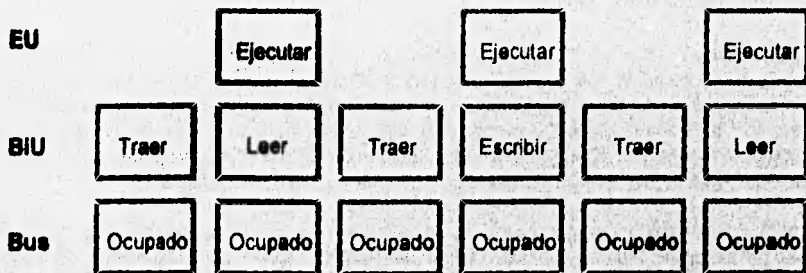 EU Ejecutar Ejecutar Ejecutar
BIU Traer Leer Traer Escribir Traer Leer
Bus Ocupado Ocupado Ocupado Ocupado Ocupado Ocupado